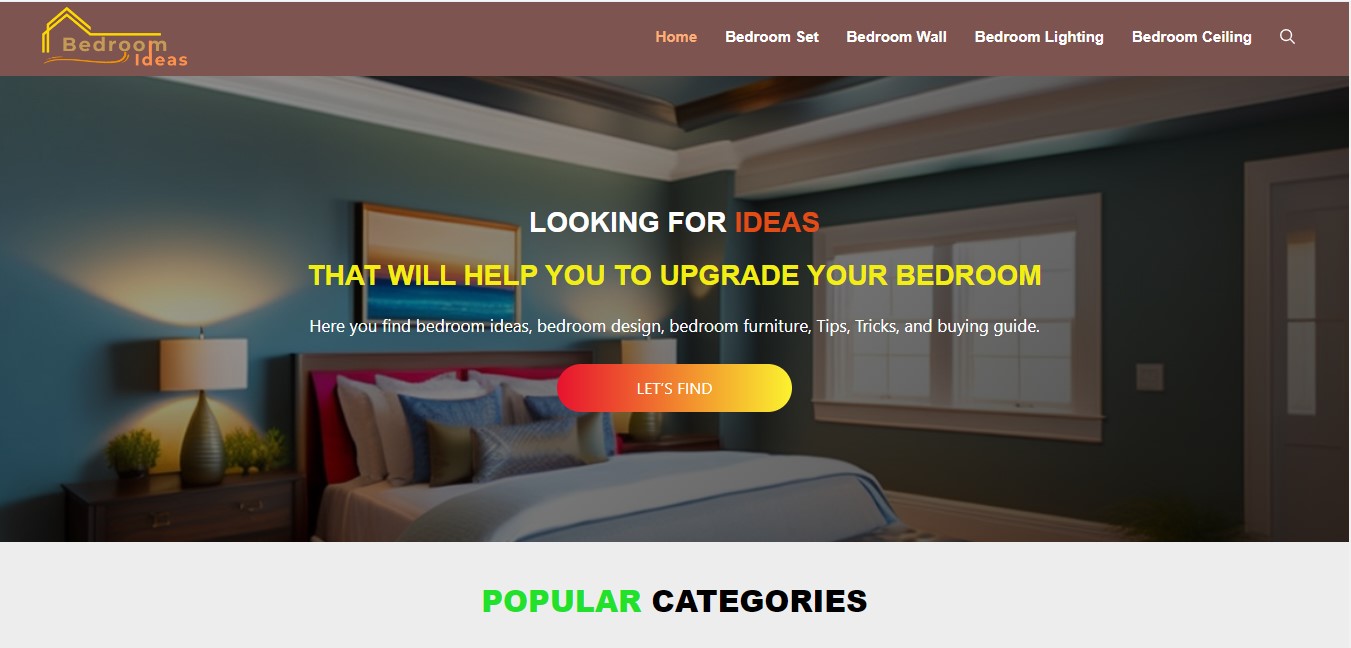 Bedroom
Ideas
Home
Bedroom Set
Bedroom Wall
Bedroom Lighting
Bedroom Ceiling
LOOKING FOR IDEAS
THAT WILL HELP YOU TO UPGRADE YOUR BEDROOM
Here you find bedroom ideas, bedroom design, bedroom furniture, Tips, Tricks, and buying guide.
LET'S FIND
POPULAR CATEGORIES